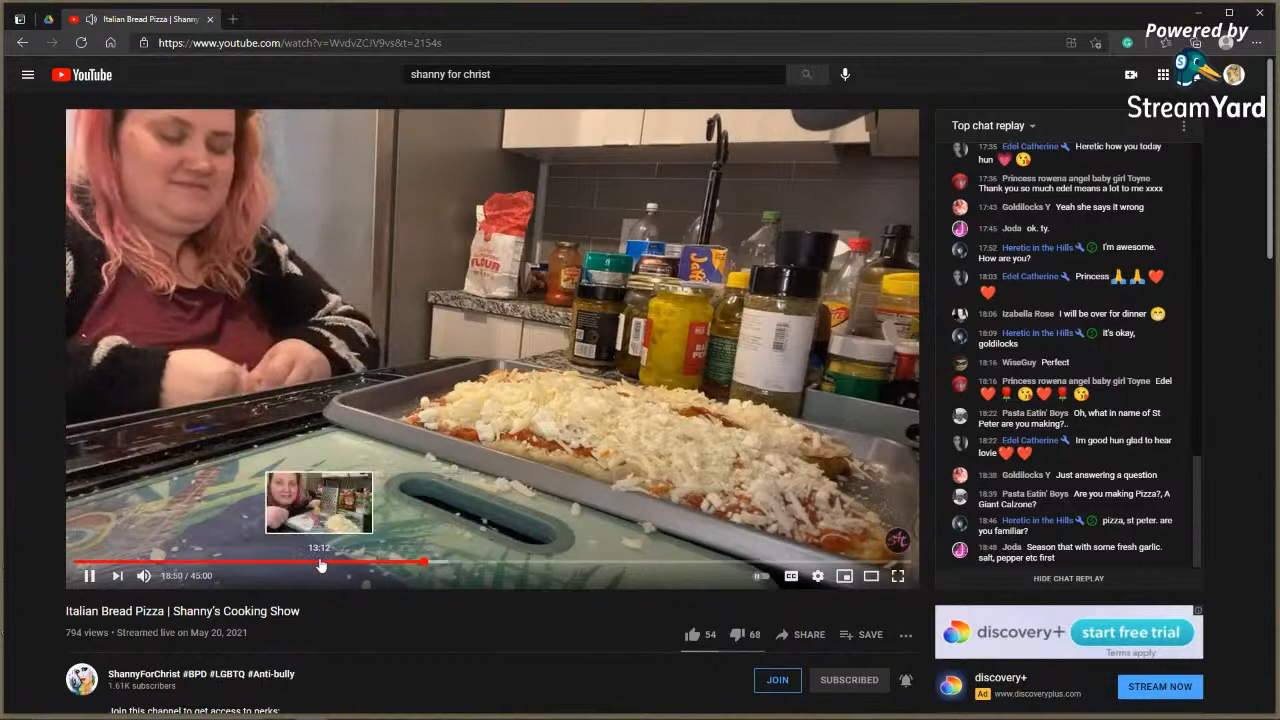 Italian Bread Pizza | Shanny
https://www.youtube.com/watch?v=WvdvZCJV9vs&t=2154s
Powered by
StreamYard
YouTube
shanny for christ
FLOUR
Top chat replay
17:35 Edel Catherine Heretic how you today
hun
17:36 Princess rowena angel baby girl Toyne
Thank you so much edel means a lot to me xxxx
17:43 Goldilocks Y Yeah she says it wrong
17:45 Joda ok. ty.
17:52 Heretic in the Hills I'm awesome.
How are you?
18:03 Edel Catherine Princess
18:06 Izabella Rose I will be over for dinner
18:09 Heretic in the Hills it's okay,
goldilocks
18:16 WiseGuy Perfect
18:16 Princess rowena angel baby girl Toyne Edel
18:22 Pasta Eatin' Boys Oh, what in name of St
Peter are you making?..
18:22 Edel Catherine Im good hun glad to hear
lovie
18:38 Goldilocks Y Just answering a question
18:39 Pasta Eatin' Boys Are you making Pizza?, A
Giant Calzone?
18:46 Heretic in the Hills pizza, st peter. are
you familiar?
18:48 Joda Season that with some fresh garlic.
salt, pepper etc first
HIDE CHAT REPLAY
13:12
18:50 / 45:00
CC
Italian Bread Pizza | Shanny's Cooking Show
794 views • Streamed live on May 20, 2021
54
68
SHARE
SAVE
ShannyForChrist #BPD #LGBTQ #Anti-bully
1.61K subscribers
JOIN
SUBSCRIBED
Join this channel to get access to perks:
discovery+
start free trial
Terms apply
discovery+
Ad www.discoveryplus.com
STREAM NOW